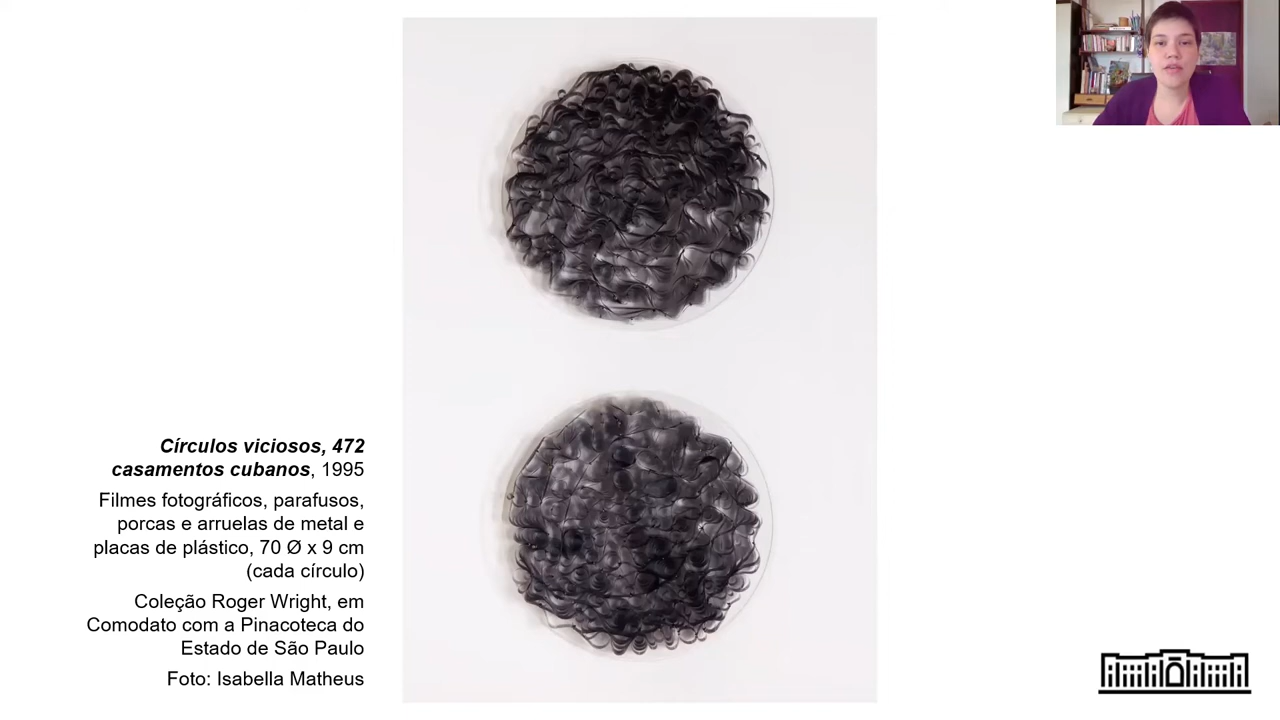 Círculos viciosos, 472
casamentos cubanos, 1995
Filmes fotográficos, parafusos,
porcas e arruelas de metal e
placas de plástico, 70 Ø x 9 cm
(cada círculo)
Coleção Roger Wright, em
Comodato com a Pinacoteca do
Estado de São Paulo
Foto: Isabella Matheus